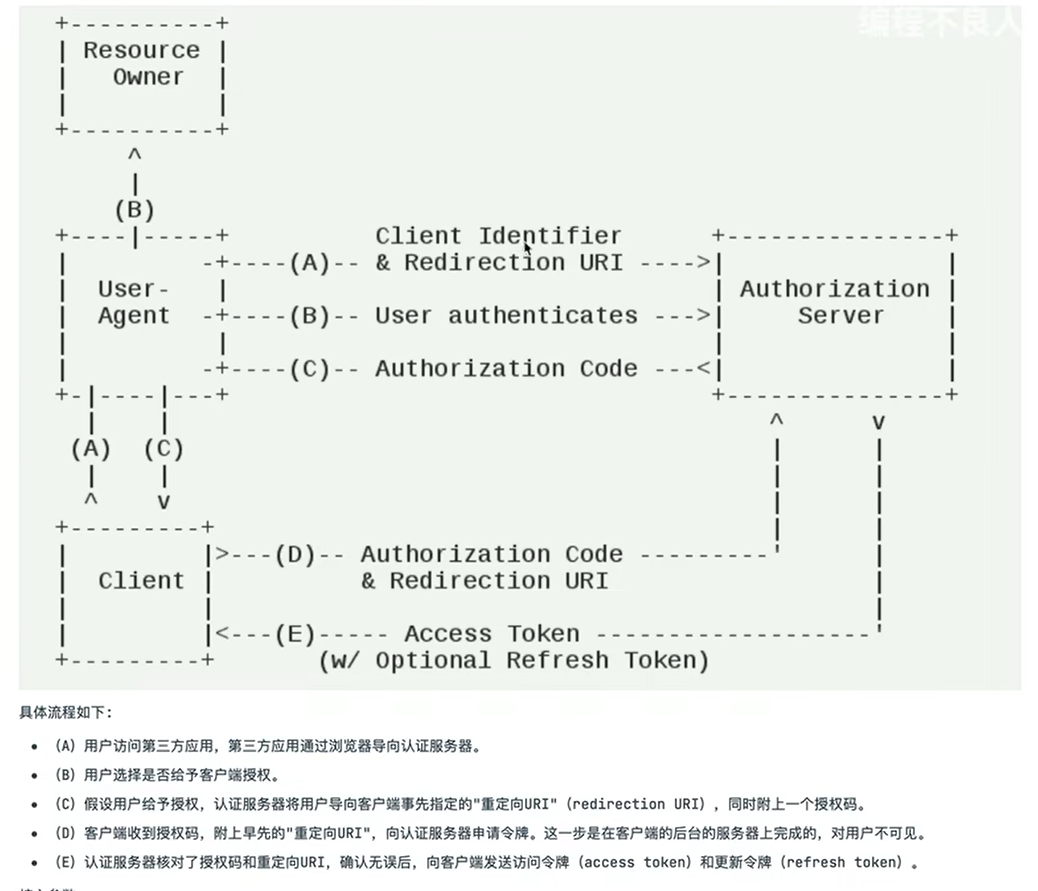 编程不良人
+----------+
| Resource |
|  Owner   |
|          |
+----------+
     ^
     |
    (B)
+----|-----+          Client Identifier      +---------------+
|         -+----(A)-- & Redirection URI ---->|               |
|  User-   |                                 | Authorization |
|  Agent  -+----(B)-- User authenticates --->|     Server    |
|          |                                 |               |
|         -+----(C)-- Authorization Code ---<|               |
+-|----|---+                                 +---------------+
  |    |                                         ^      v
 (A)  (C)                                        |      |
  |    |                                         |      |
  ^    v                                         |      |
+---------+                                      |      |
|         |>---(D)-- Authorization Code ---------'      |
|  Client |          & Redirection URI                  |
|         |                                             |
|         |<---(E)----- Access Token -------------------'
+---------+       (w/ Optional Refresh Token)
具体流程如下：
• （A）用户访问第三方应用，第三方应用通过浏览器导向认证服务器。
• （B）用户选择是否给予客户端授权。
• （C）假设用户给予授权，认证服务器将用户导向客户端事先指定的"重定向URI"（redirection URI），同时附上一个授权码。
• （D）客户端收到授权码，附上早先的"重定向URI"，向认证服务器申请令牌。这一步是在客户端的后台的服务器上完成的，对用户不可见。
• （E）认证服务器核对了授权码和重定向URI，确认无误后，向客户端发送访问令牌（access token）和更新令牌（refresh token）。